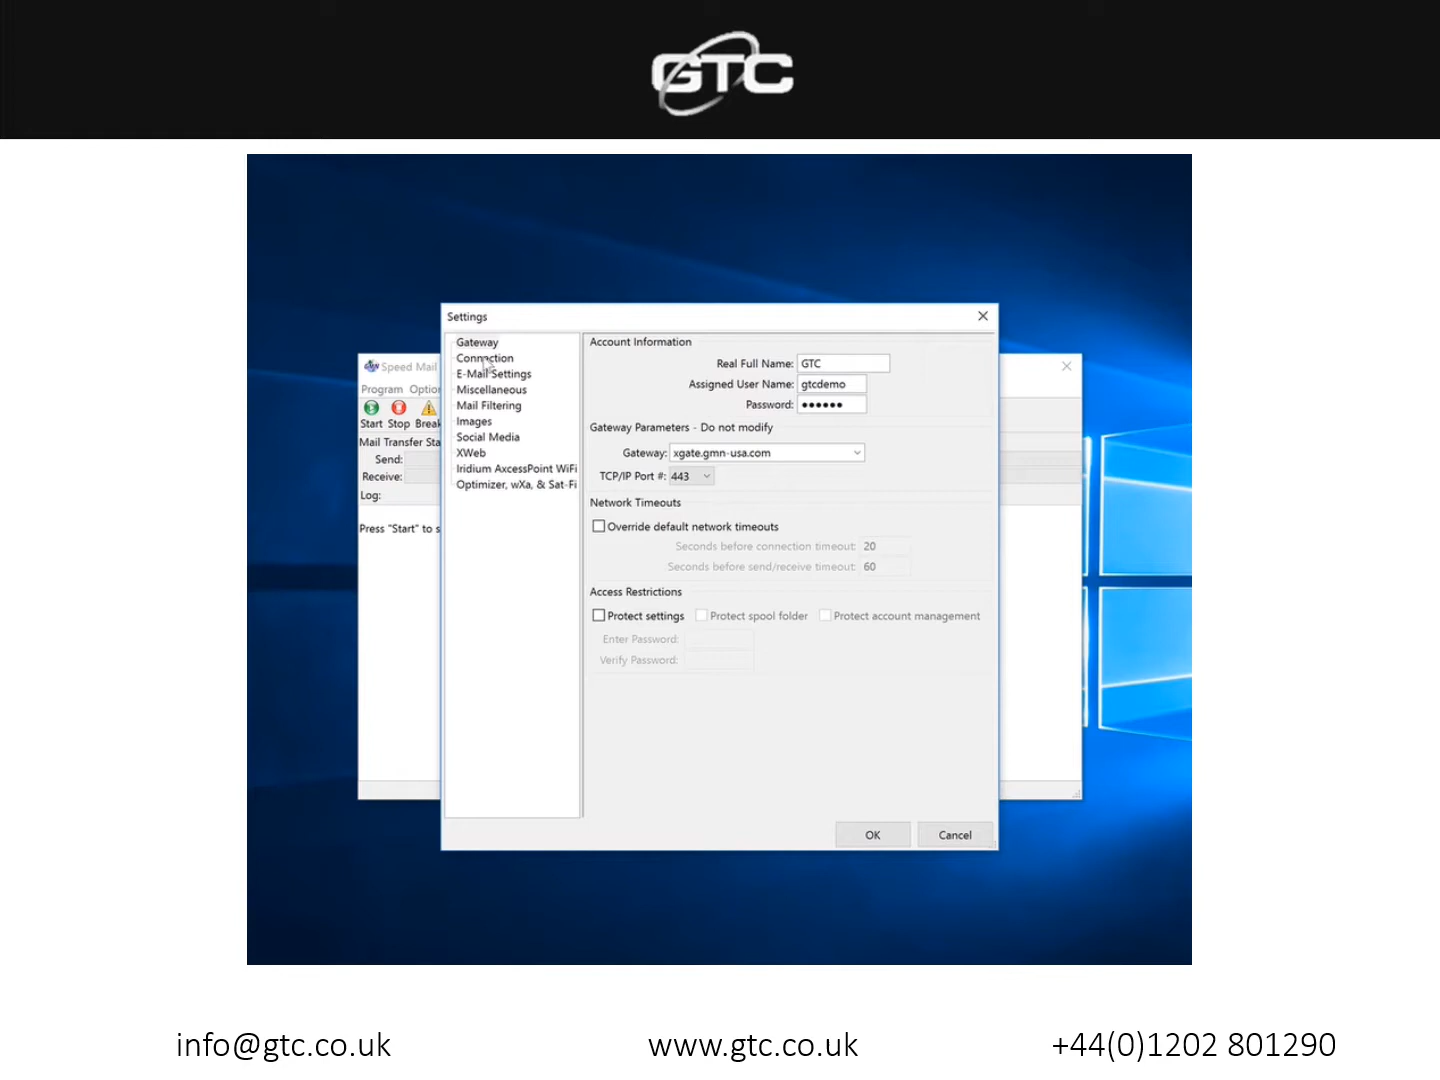 GTC
Settings
Gateway
Connection
E-Mail Settings
Miscellaneous
Mail Filtering
Images
Social Media
XWeb
Iridium AxcessPoint WiFi
Optimizer, wXa, & Sat-Fi
Account Information
Real Full Name: GTC
Assigned User Name: gtcdemo
Password: ••••••
Gateway Parameters - Do not modify
Gateway: xgate.gmn-usa.com
TCP/IP Port #: 443
Network Timeouts
Override default network timeouts
Seconds before connection timeout: 20
Seconds before send/receive timeout: 60
Access Restrictions
Protect settings Protect spool folder Protect account management
Enter Password:
Verify Password:
OK Cancel
Speed Mail
Program Option
Start Stop Break
Mail Transfer Sta
Send:
Receive:
Log:
Press "Start" to s
info@gtc.co.uk www.gtc.co.uk +44(0)1202 801290